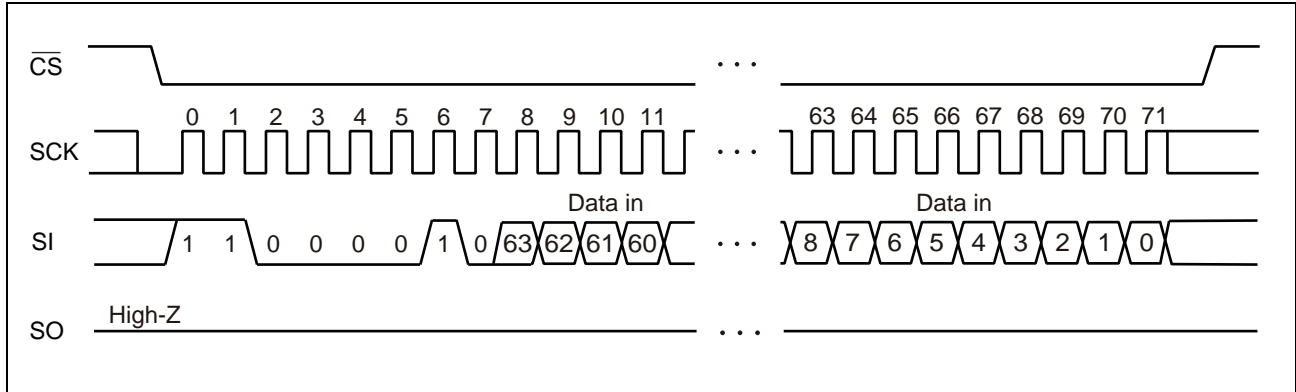 CS
. . .
0 1 2 3 4 5 6 7 8 9 10 11 63 64 65 66 67 68 69 70 71
SCK . . .
Data in Data in
SI 1 1 0 0 0 0 1 0 63 62 61 60 . . . 8 7 6 5 4 3 2 1 0
High-Z
SO . . .